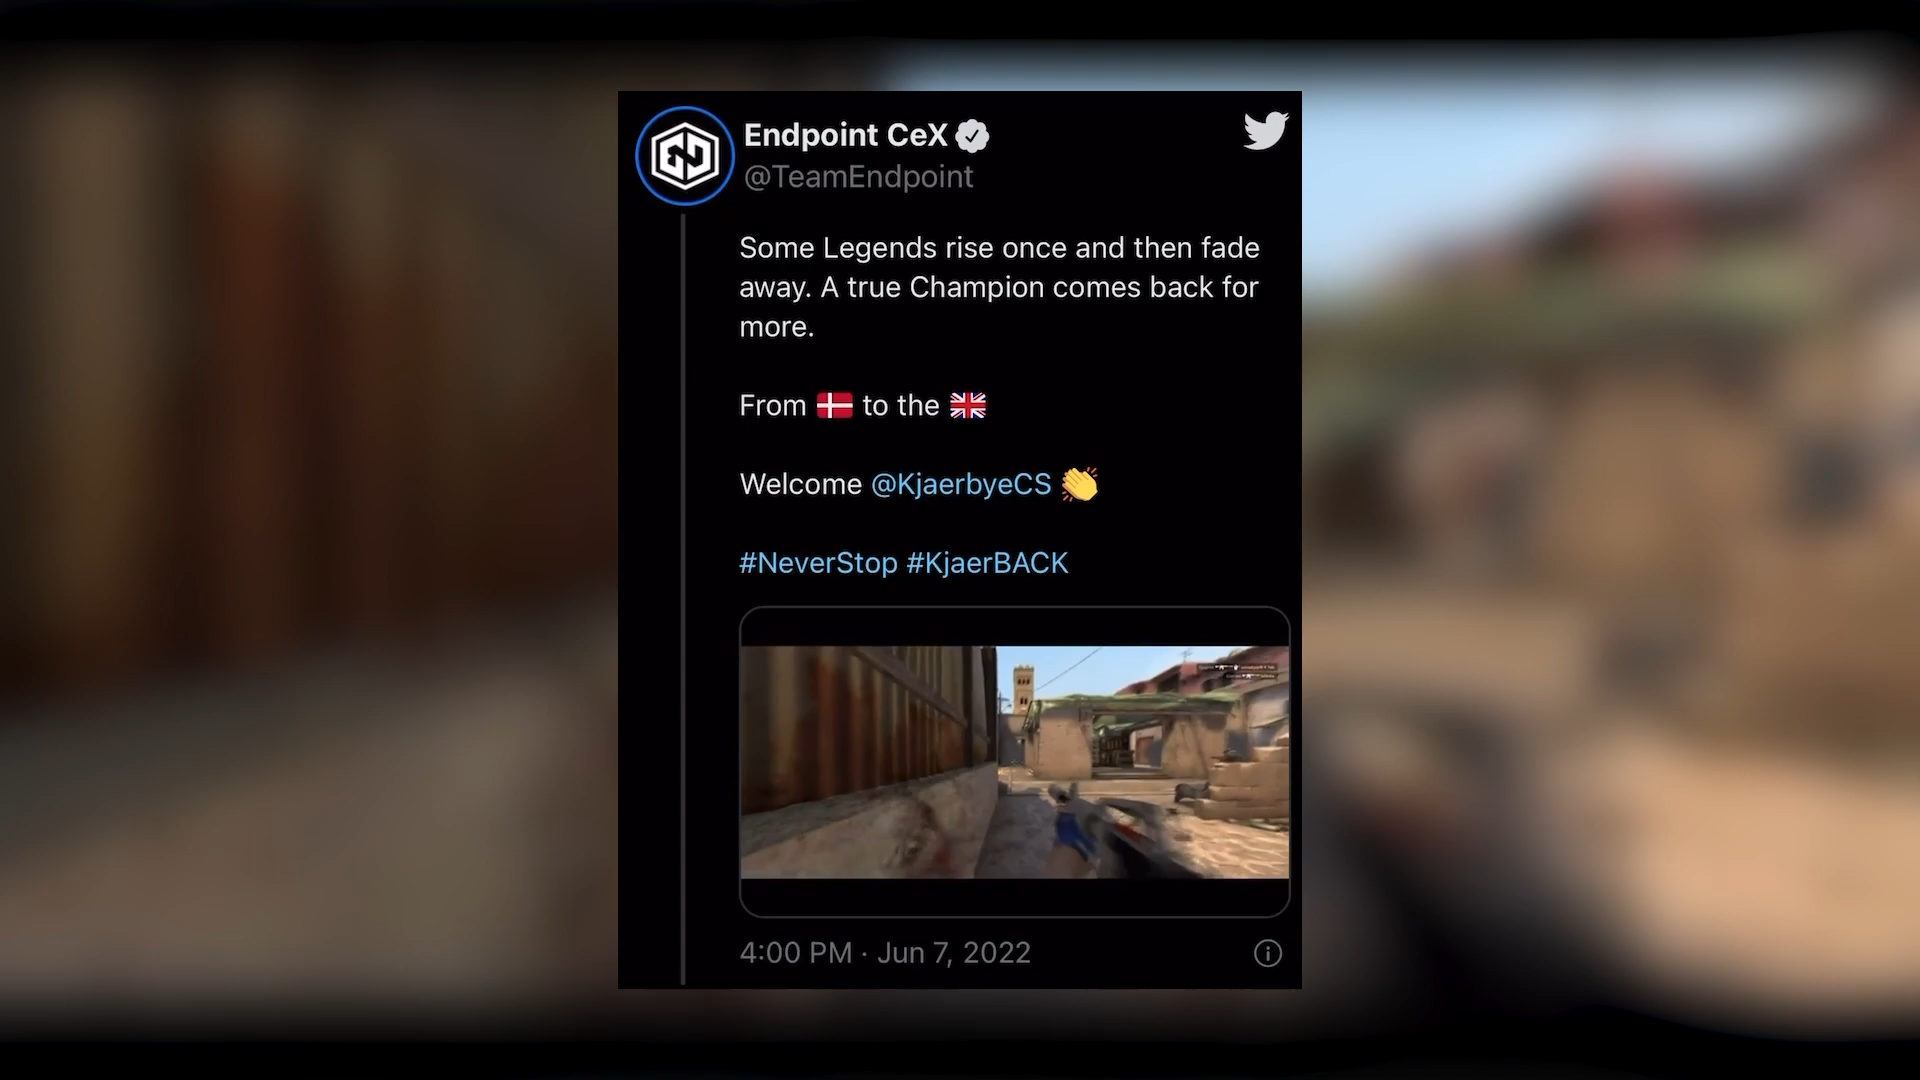 Endpoint CeX
@TeamEndpoint
Some Legends rise once and then fade
away. A true Champion comes back for
more.
From 🇩🇰 to the 🇬🇧
Welcome @KjaerbyeCS 👏
#NeverStop #KjaerBACK
4:00 PM · Jun 7, 2022